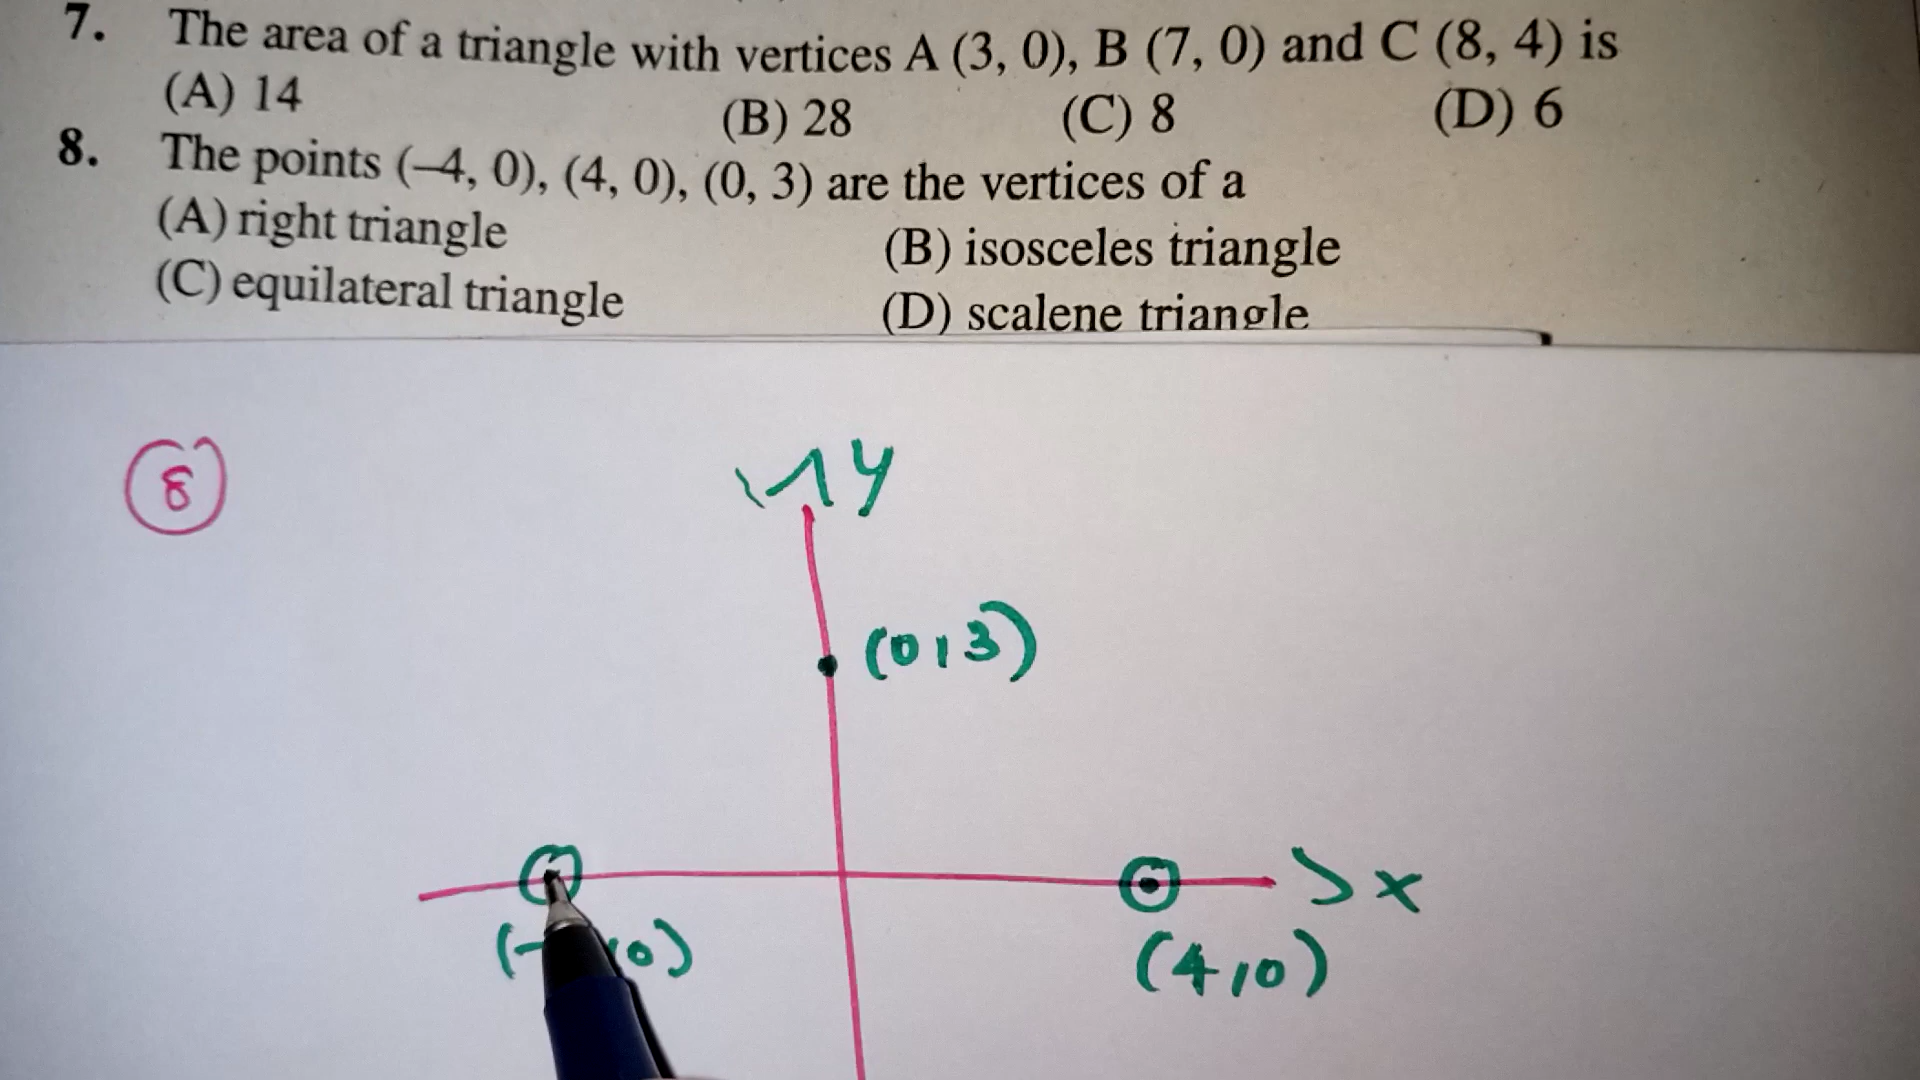 7. The area of a triangle with vertices A (3, 0), B (7, 0) and C (8, 4) is
(A) 14 (B) 28 (C) 8 (D) 6
8. The points (–4, 0), (4, 0), (0, 3) are the vertices of a
(A) right triangle (B) isosceles triangle
(C) equilateral triangle (D) scalene triangle
8
y
(0,3)
x
(- ,0) (4,0)